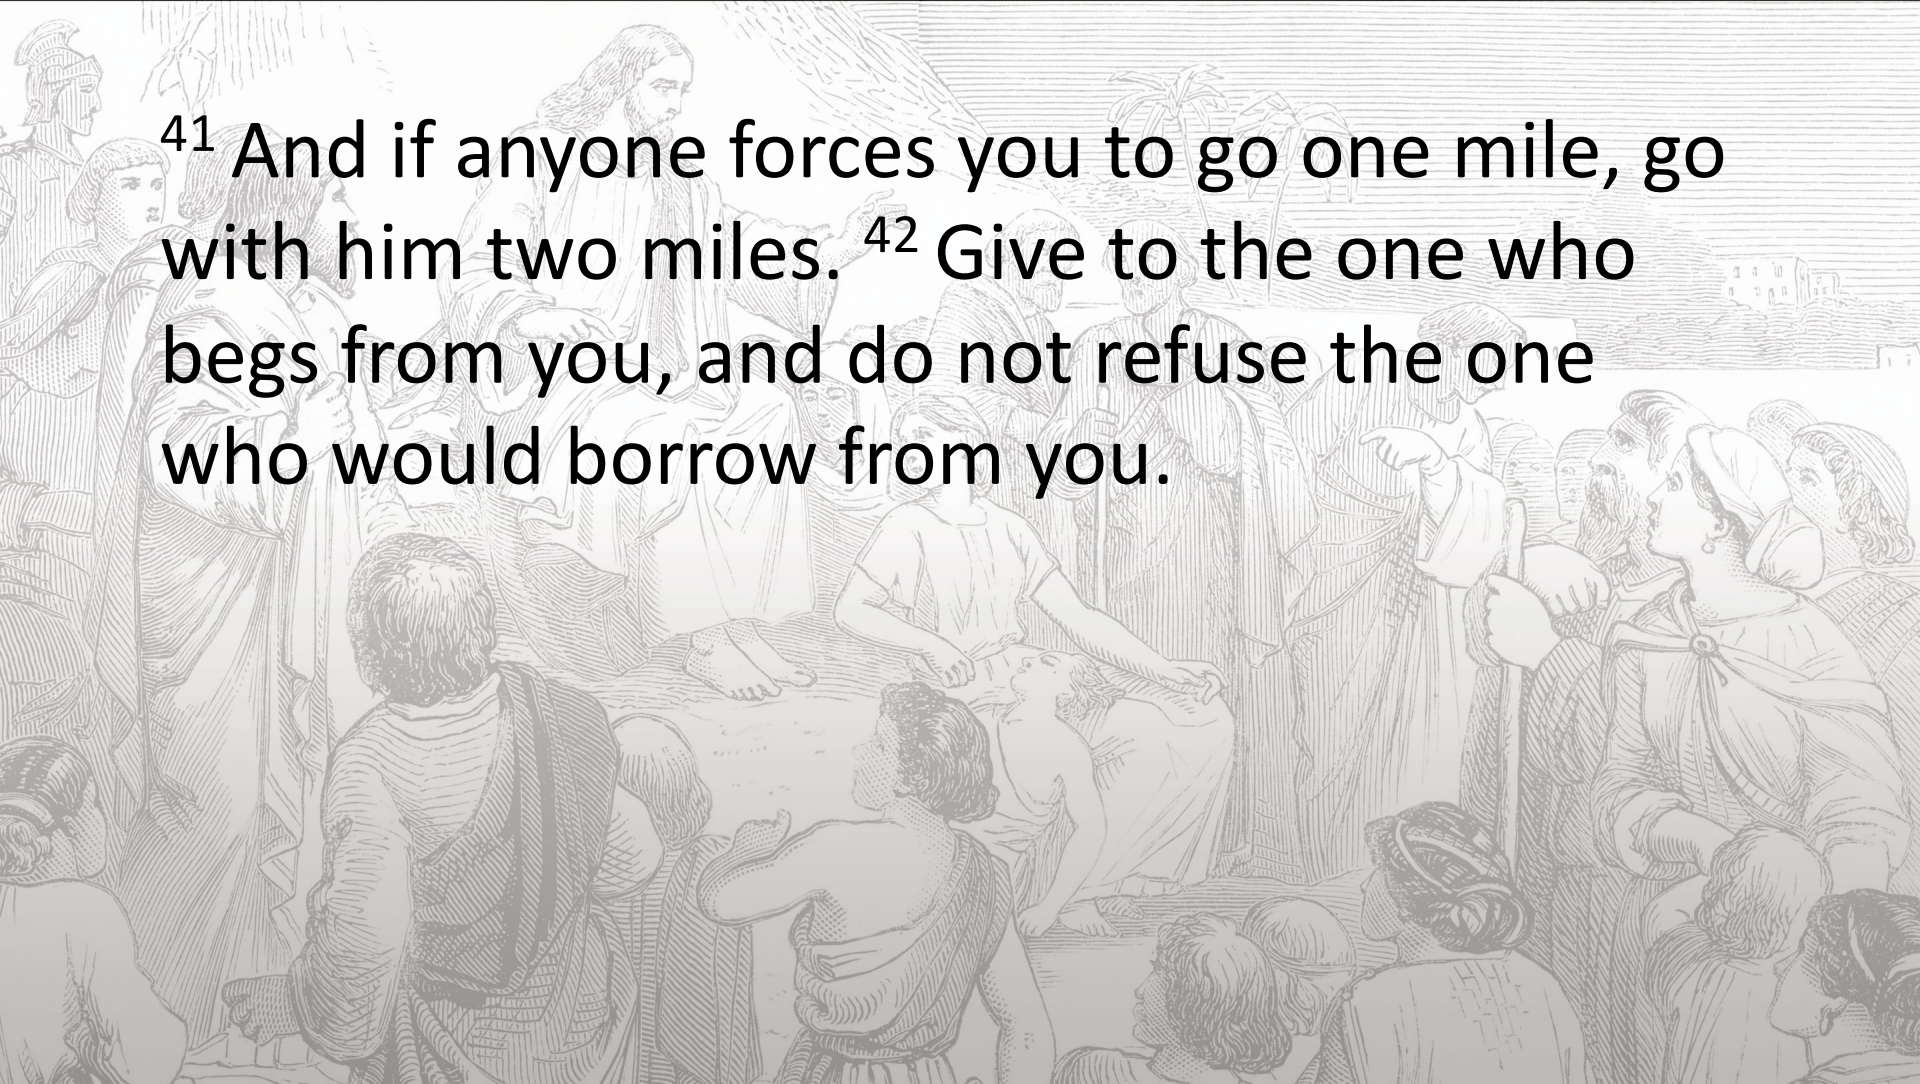 41 And if anyone forces you to go one mile, go
with him two miles. 42 Give to the one who
begs from you, and do not refuse the one
who would borrow from you.